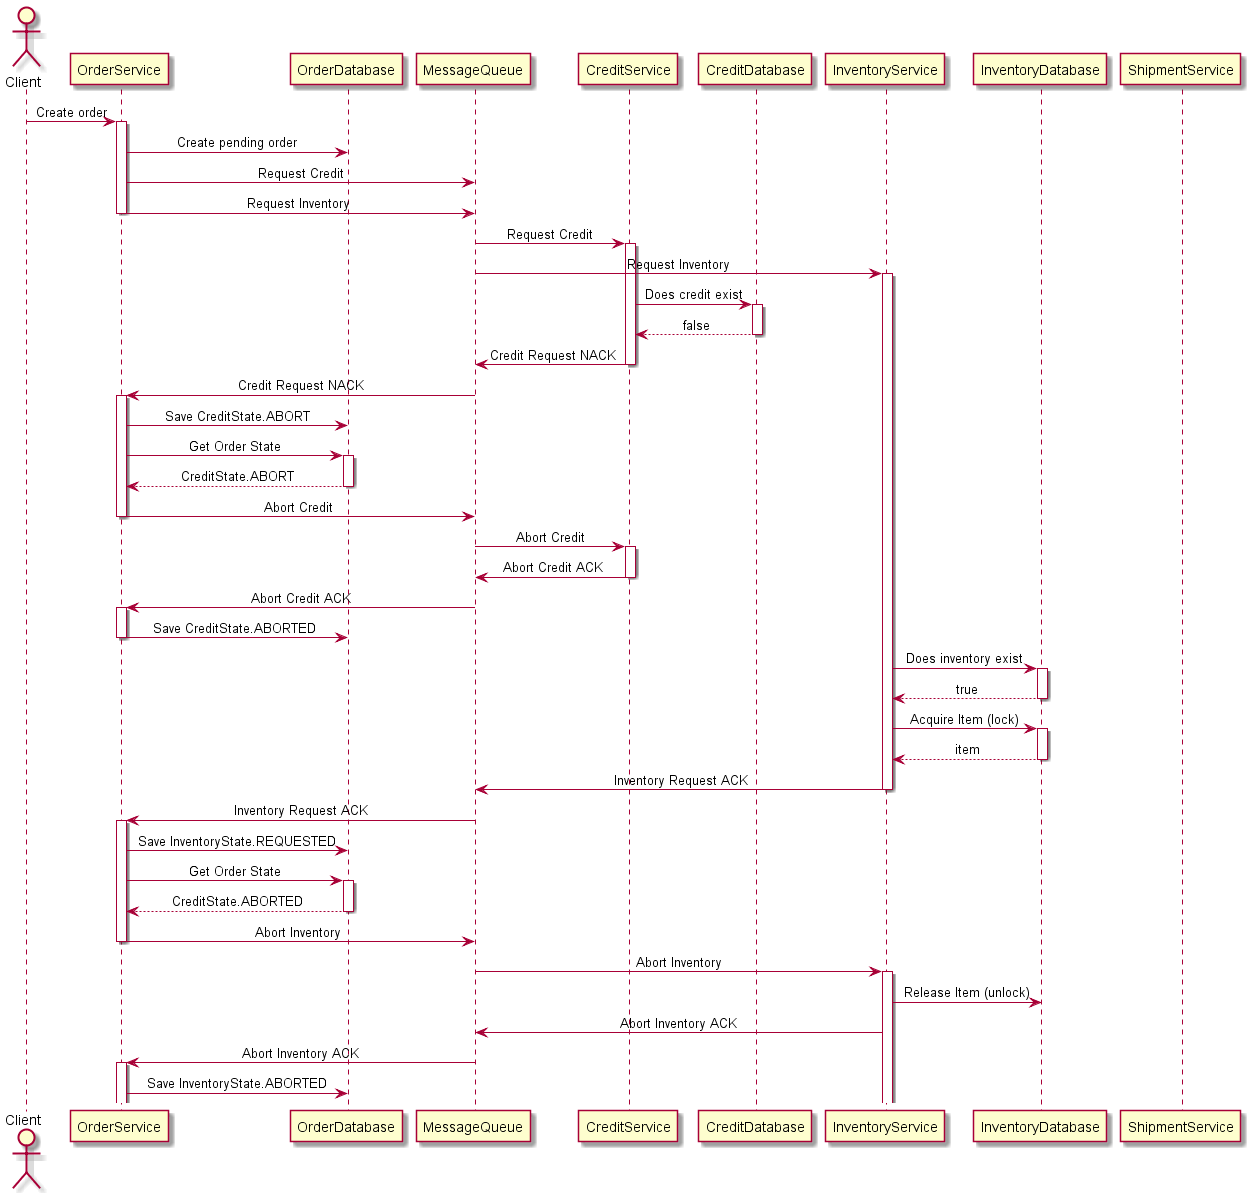 Client
OrderService
OrderDatabase
MessageQueue
CreditService
CreditDatabase
InventoryService
InventoryDatabase
ShipmentService
Create order
Create pending order
Request Credit
Request Inventory
Request Credit
Request Inventory
Does credit exist
false
Credit Request NACK
Credit Request NACK
Save CreditState.ABORT
Get Order State
CreditState.ABORT
Abort Credit
Abort Credit
Abort Credit ACK
Abort Credit ACK
Save CreditState.ABORTED
Does inventory exist
true
Acquire Item (lock)
item
Inventory Request ACK
Inventory Request ACK
Save InventoryState.REQUESTED
Get Order State
CreditState.ABORTED
Abort Inventory
Abort Inventory
Release Item (unlock)
Abort Inventory ACK
Abort Inventory ACK
Save InventoryState.ABORTED
Client
OrderService
OrderDatabase
MessageQueue
CreditService
CreditDatabase
InventoryService
InventoryDatabase
ShipmentService